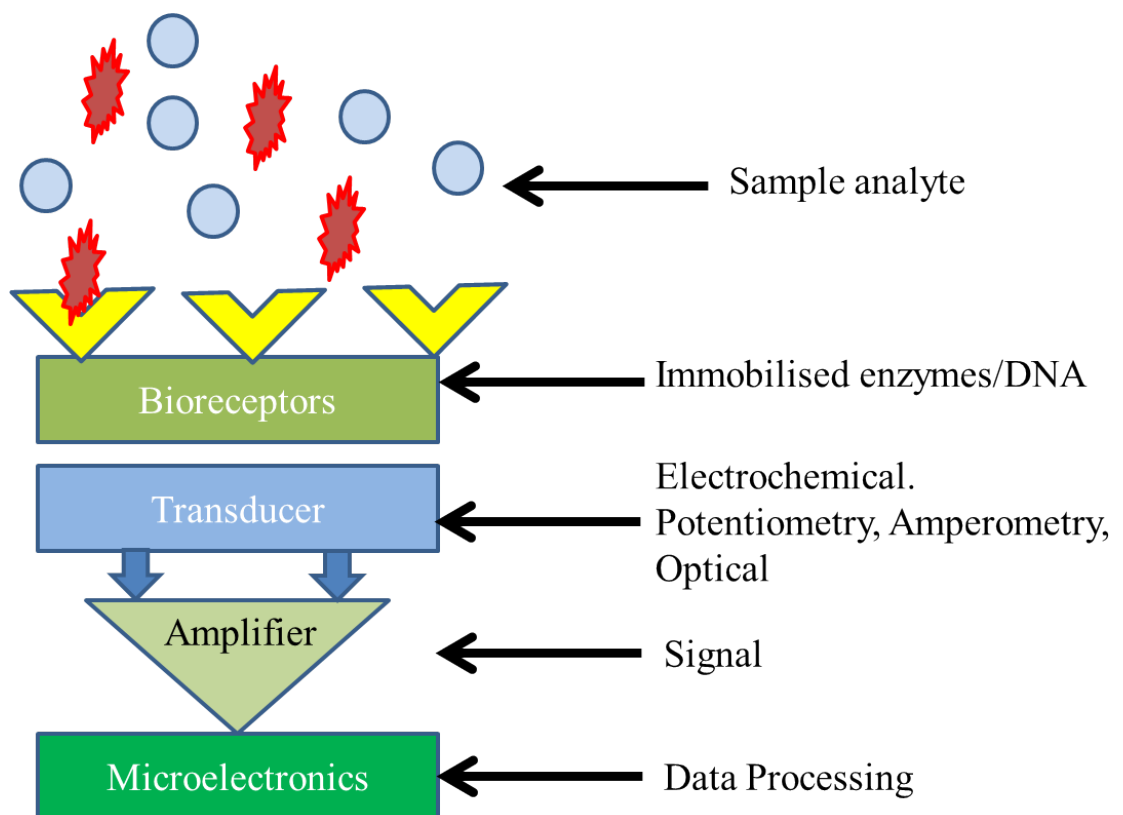 Sample analyte
Bioreceptors
Immobilised enzymes/DNA
Transducer
Electrochemical.
Potentiometry, Amperometry,
Optical
Amplifier
Signal
Microelectronics
Data Processing